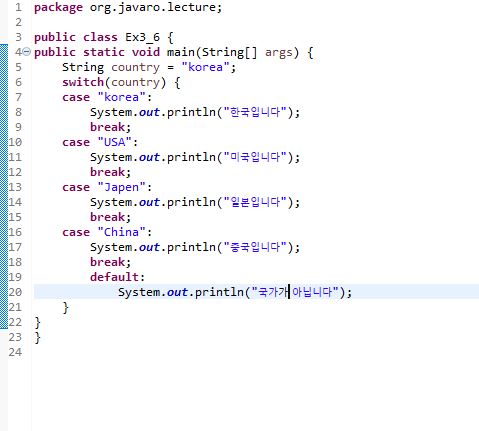 1 package org.javaro.lecture;
2
3 public class Ex3_6 {
4 public static void main(String[] args) {
5 String country = "korea";
6 switch(country) {
7 case "korea":
8 System.out.println("한국입니다");
9 break;
10 case "USA":
11 System.out.println("미국입니다");
12 break;
13 case "Japen":
14 System.out.println("일본입니다");
15 break;
16 case "China":
17 System.out.println("중국입니다");
18 break;
19 default:
20 System.out.println("국가가 아닙니다");
21 }
22 }
23 }
24